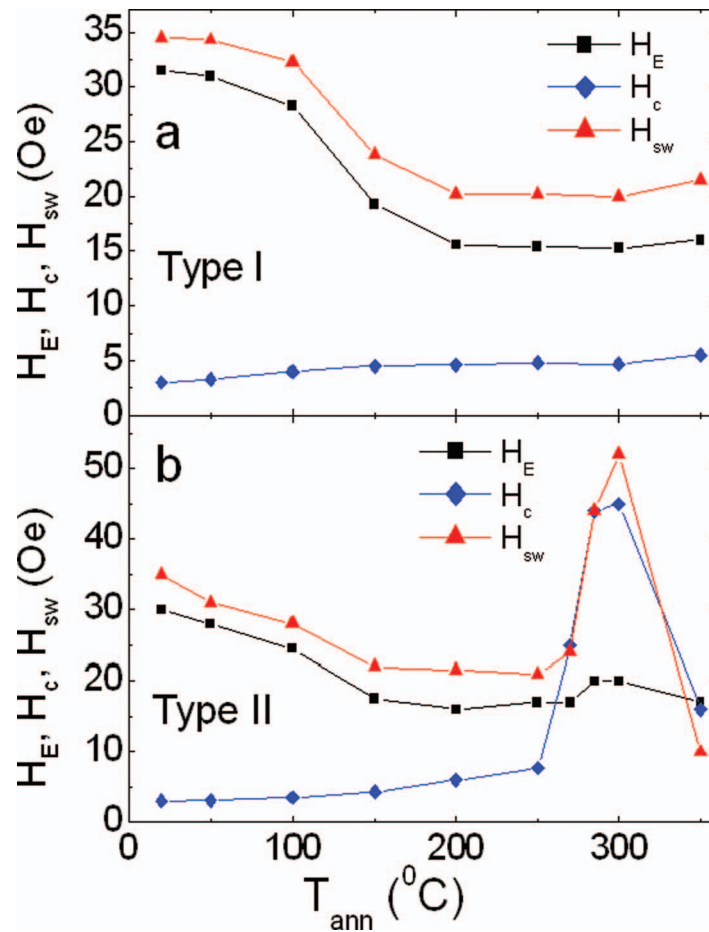 35
30
25
20
15
10
5
0
H_E, H_c, H_sw (Oe)
a
H_E
H_c
H_sw
Type I
50
40
30
20
10
0
H_E, H_c, H_sw (Oe)
b
H_E
H_c
H_sw
Type II
0 100 200 300
T_ann (⁰C)